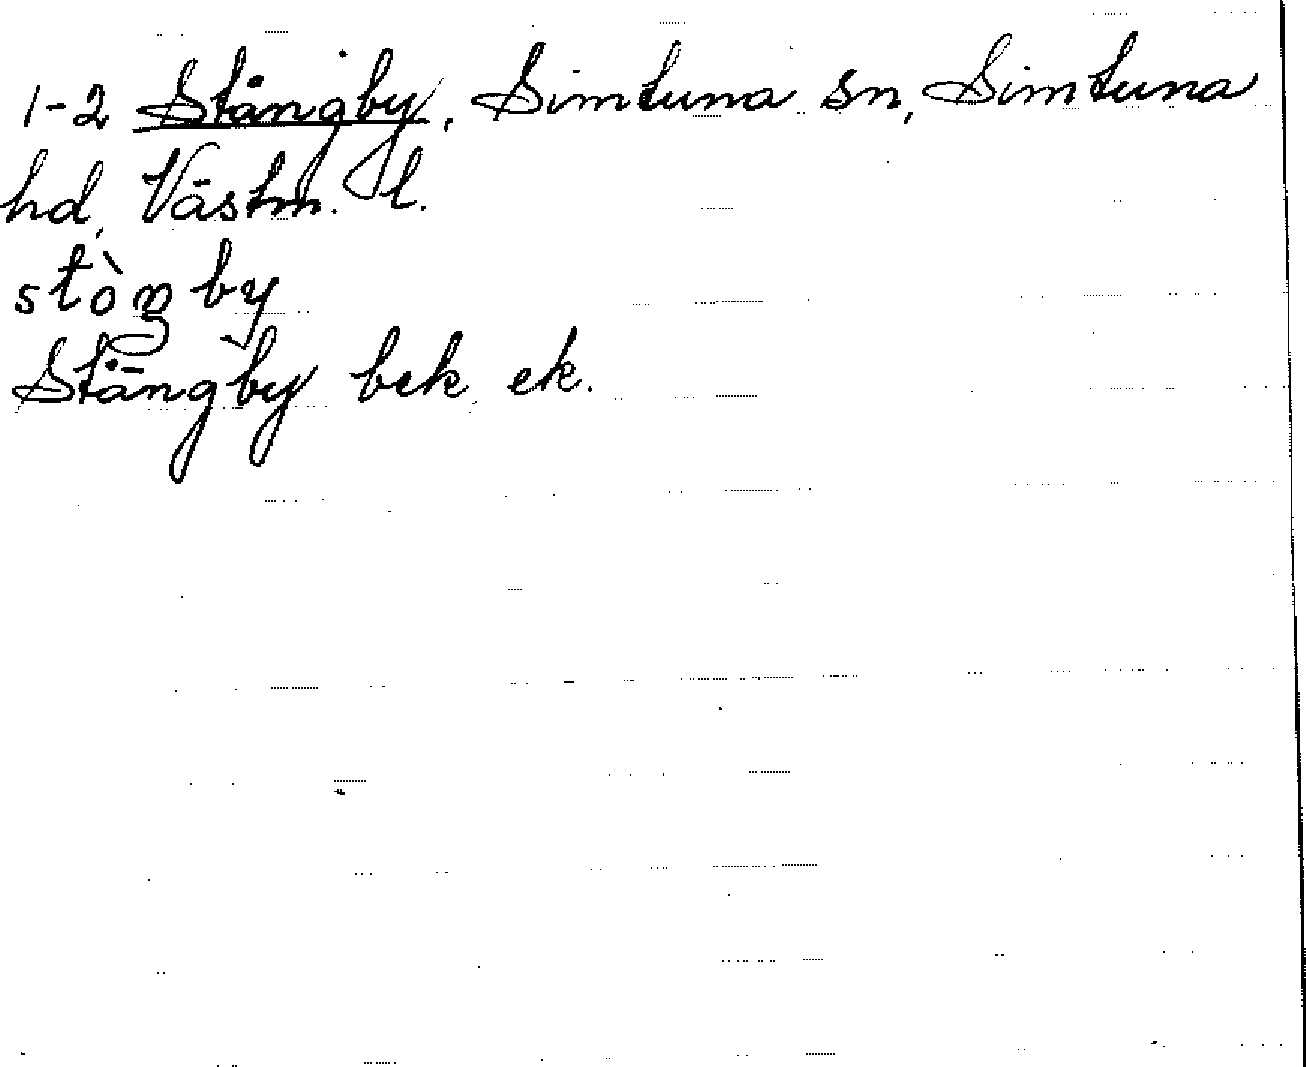 1-2 Stångby, Simtuna sn, Simtuna
hd, Västm. l.
stòŋby
Stångby bek. ek.